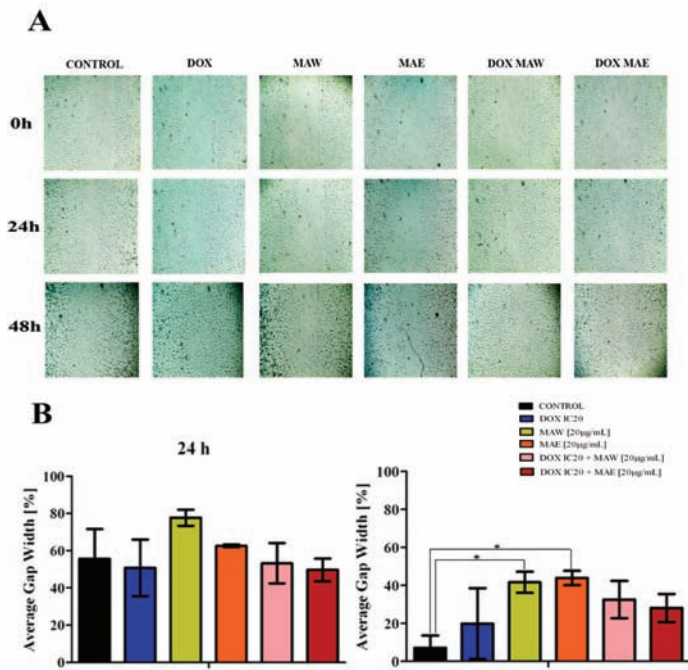 A
CONTROL DOX MAW MAE DOX MAW DOX MAE
0h
24h
48h
B
CONTROL
DOX IC20
MAW [20µg/mL]
MAE [20µg/mL]
DOX IC20 + MAW [20µg/mL]
DOX IC20 + MAE [20µg/mL]
24 h
Average Gap Width [%]
100
80
60
40
20
0
Average Gap Width [%]
100
80
60
40
20
0
*
*